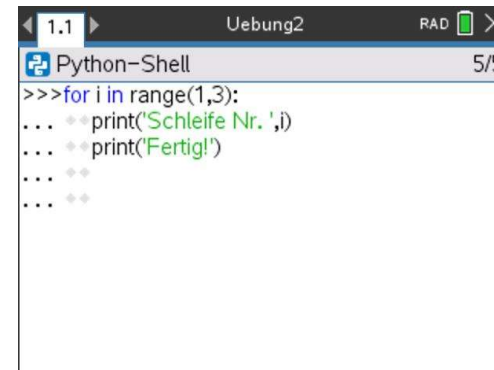 1.1 Uebung2 RAD
Python-Shell 5/5
>>>for i in range(1,3):
... ◆◆print('Schleife Nr. ',i)
... ◆◆print('Fertig!')
... ◆◆
... ◆◆